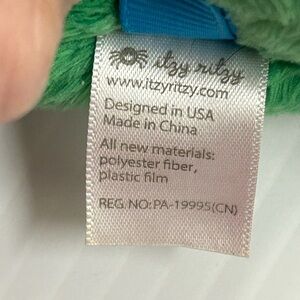 itzy ritzy
www.itzyritzy.com
Designed in USA
Made in China
All new materials:
polyester fiber,
plastic film
REG. NO: PA-19995(CN)